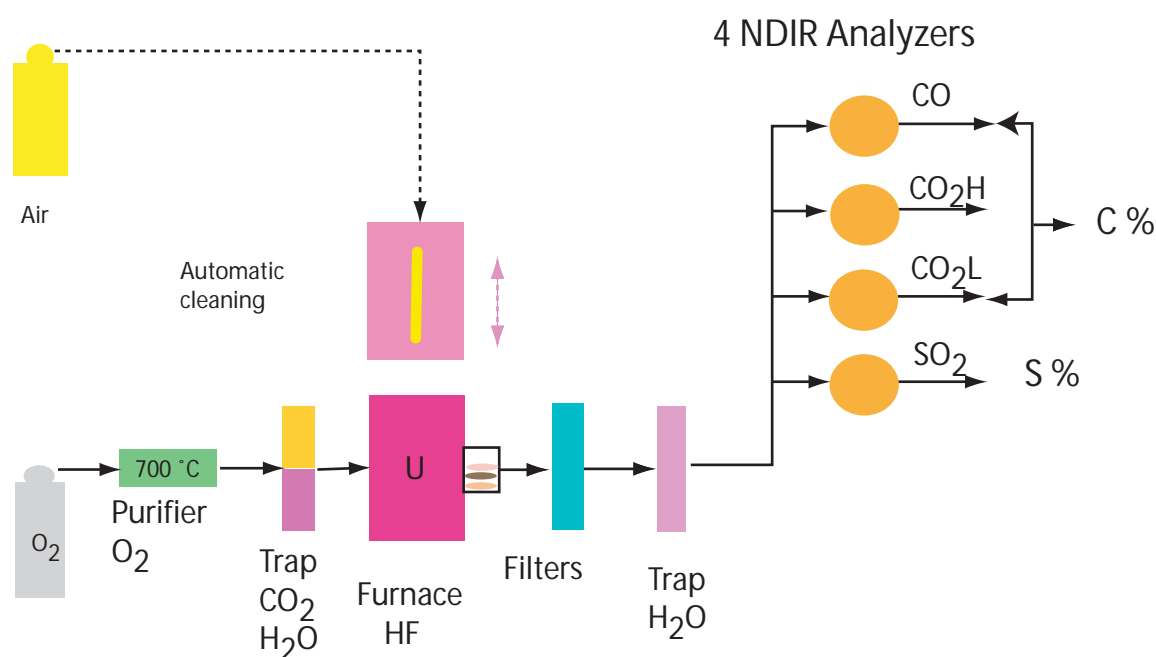 4 NDIR Analyzers
Air
CO
CO2H
C %
CO2L
Automatic
cleaning
SO2
S %
O2
700 °C
Purifier
O2
Trap
CO2
H2O
U
Furnace
HF
Filters
Trap
H2O